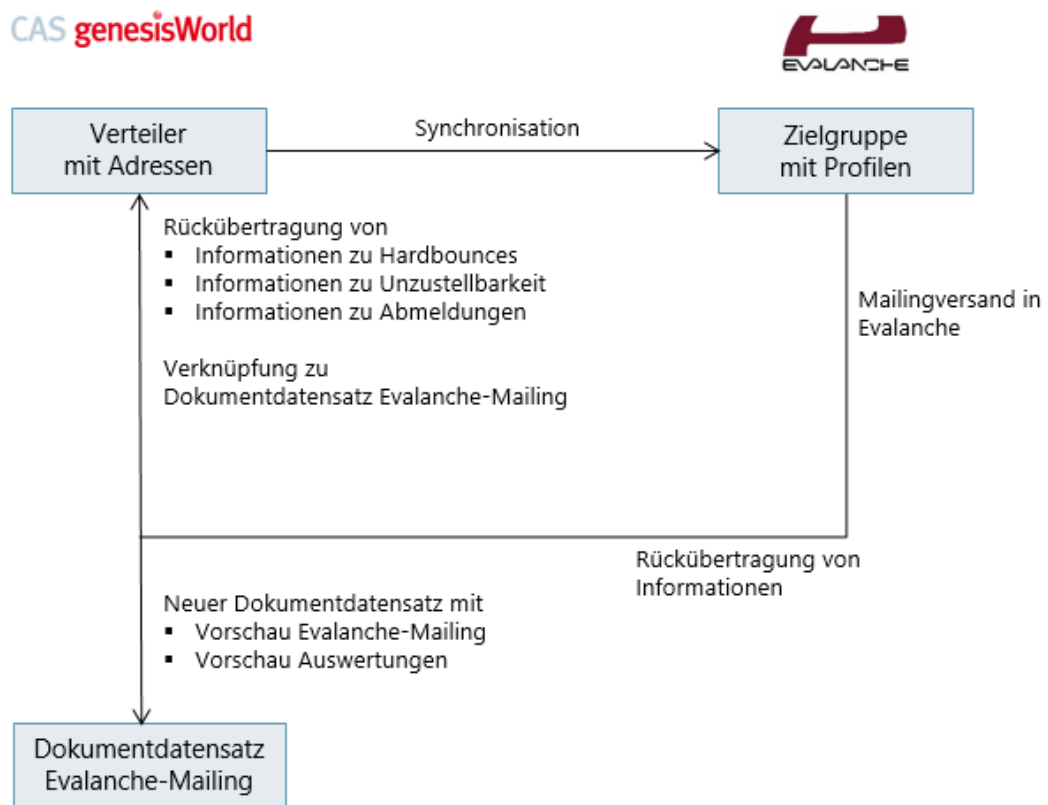 CAS genesisWorld
EVALANCHE
Verteiler
mit Adressen
Synchronisation
Zielgruppe
mit Profilen
Rückübertragung von
▪ Informationen zu Hardbounces
▪ Informationen zu Unzustellbarkeit
▪ Informationen zu Abmeldungen
Verknüpfung zu
Dokumentdatensatz Evalanche-Mailing
Mailingversand in
Evalanche
Rückübertragung von
Informationen
Neuer Dokumentdatensatz mit
▪ Vorschau Evalanche-Mailing
▪ Vorschau Auswertungen
Dokumentdatensatz
Evalanche-Mailing